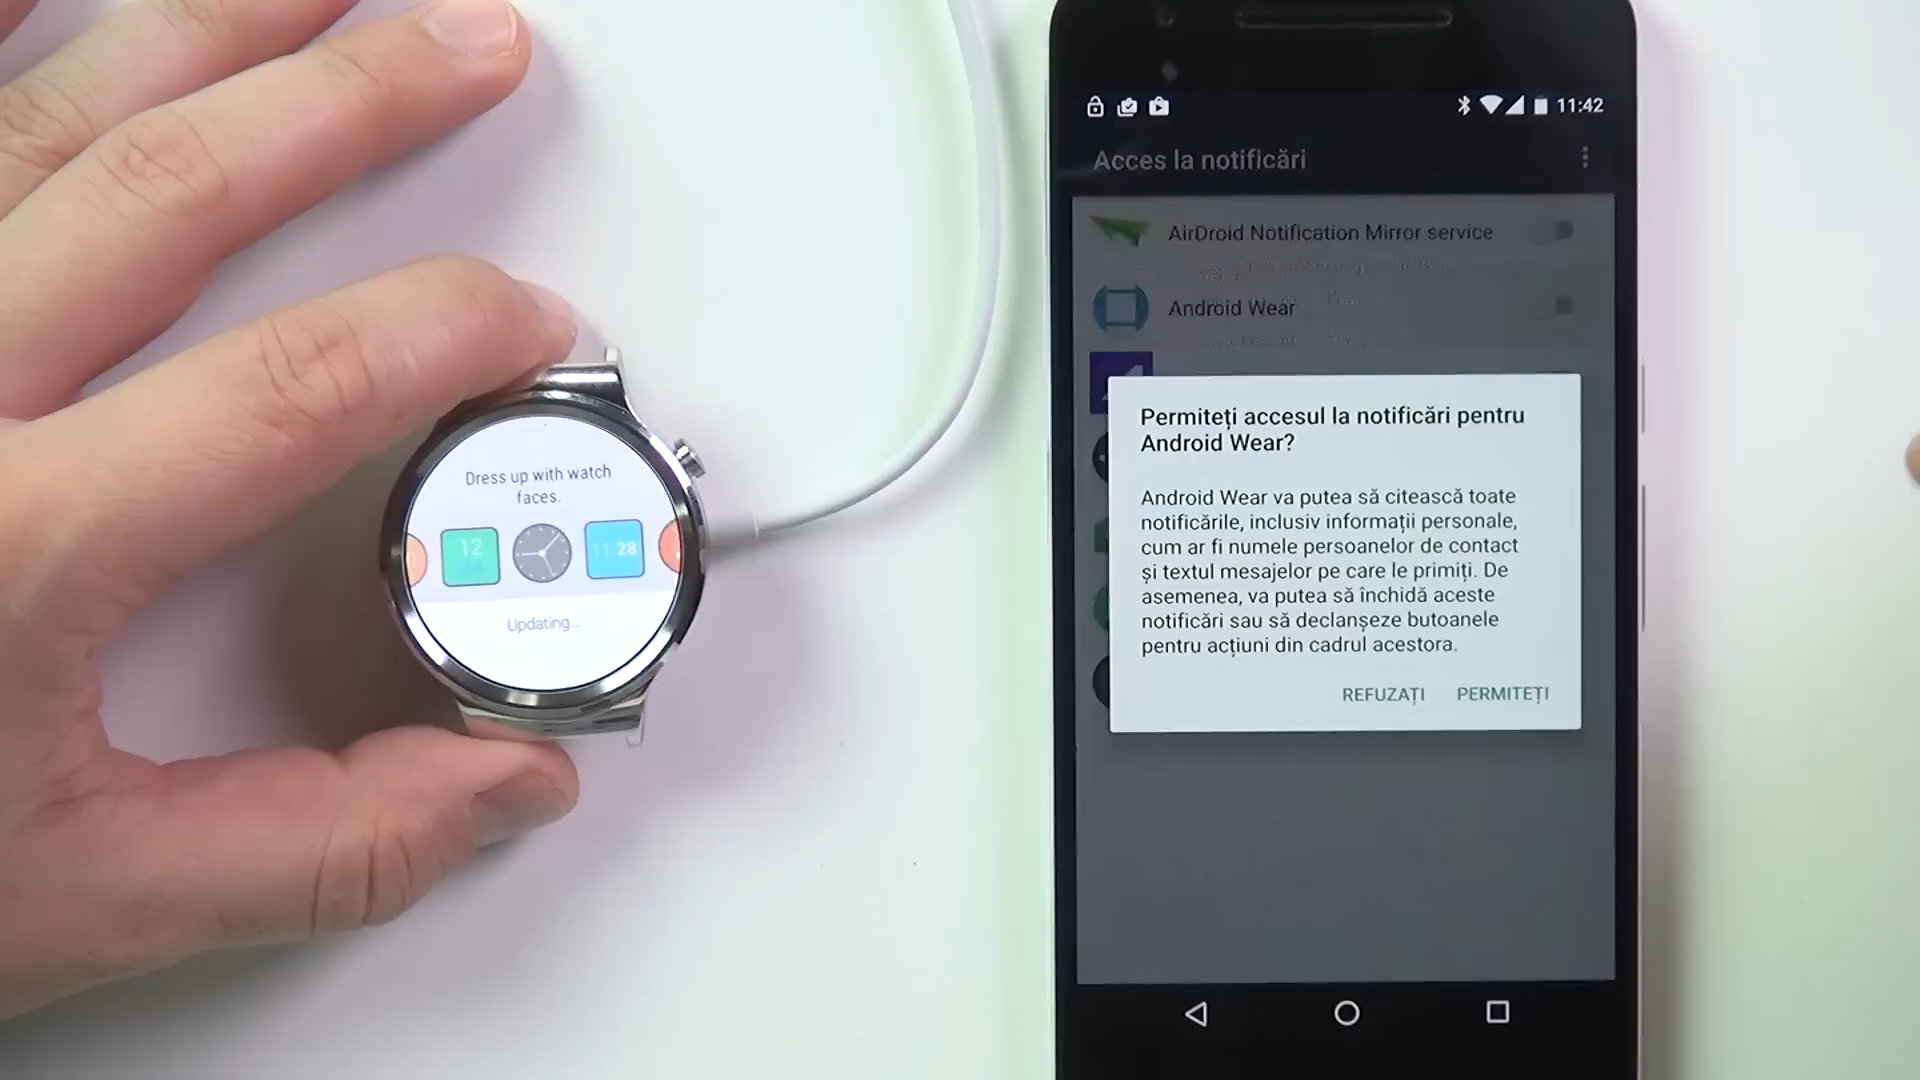 Dress up with watch
faces.
12
11:28
Updating...
11:42
Acces la notificări
AirDroid Notification Mirror service
Android Wear
Permiteți accesul la notificări pentru
Android Wear?
Android Wear va putea să citească toate
notificările, inclusiv informații personale,
cum ar fi numele persoanelor de contact
și textul mesajelor pe care le primiți. De
asemenea, va putea să închidă aceste
notificări sau să declanșeze butoanele
pentru acțiuni din cadrul acestora.
REFUZAȚI PERMITEȚI